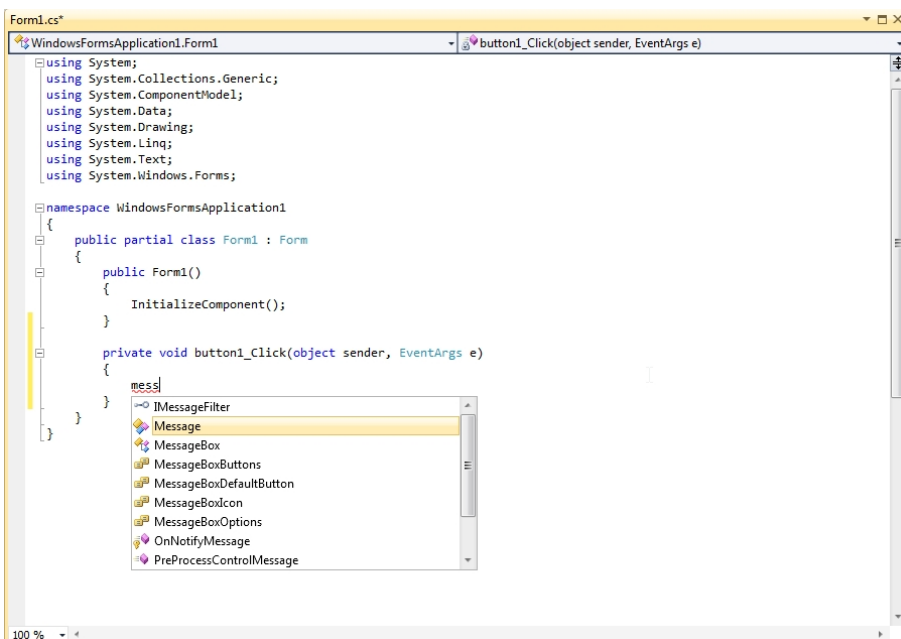 Form1.cs*
WindowsFormsApplication1.Form1
button1_Click(object sender, EventArgs e)
using System;
using System.Collections.Generic;
using System.ComponentModel;
using System.Data;
using System.Drawing;
using System.Linq;
using System.Text;
using System.Windows.Forms;
namespace WindowsFormsApplication1
{
public partial class Form1 : Form
{
public Form1()
{
InitializeComponent();
}
private void button1_Click(object sender, EventArgs e)
{
mess
}
}
}
IMessageFilter
Message
MessageBox
MessageBoxButtons
MessageBoxDefaultButton
MessageBoxIcon
MessageBoxOptions
OnNotifyMessage
PreProcessControlMessage
100 %